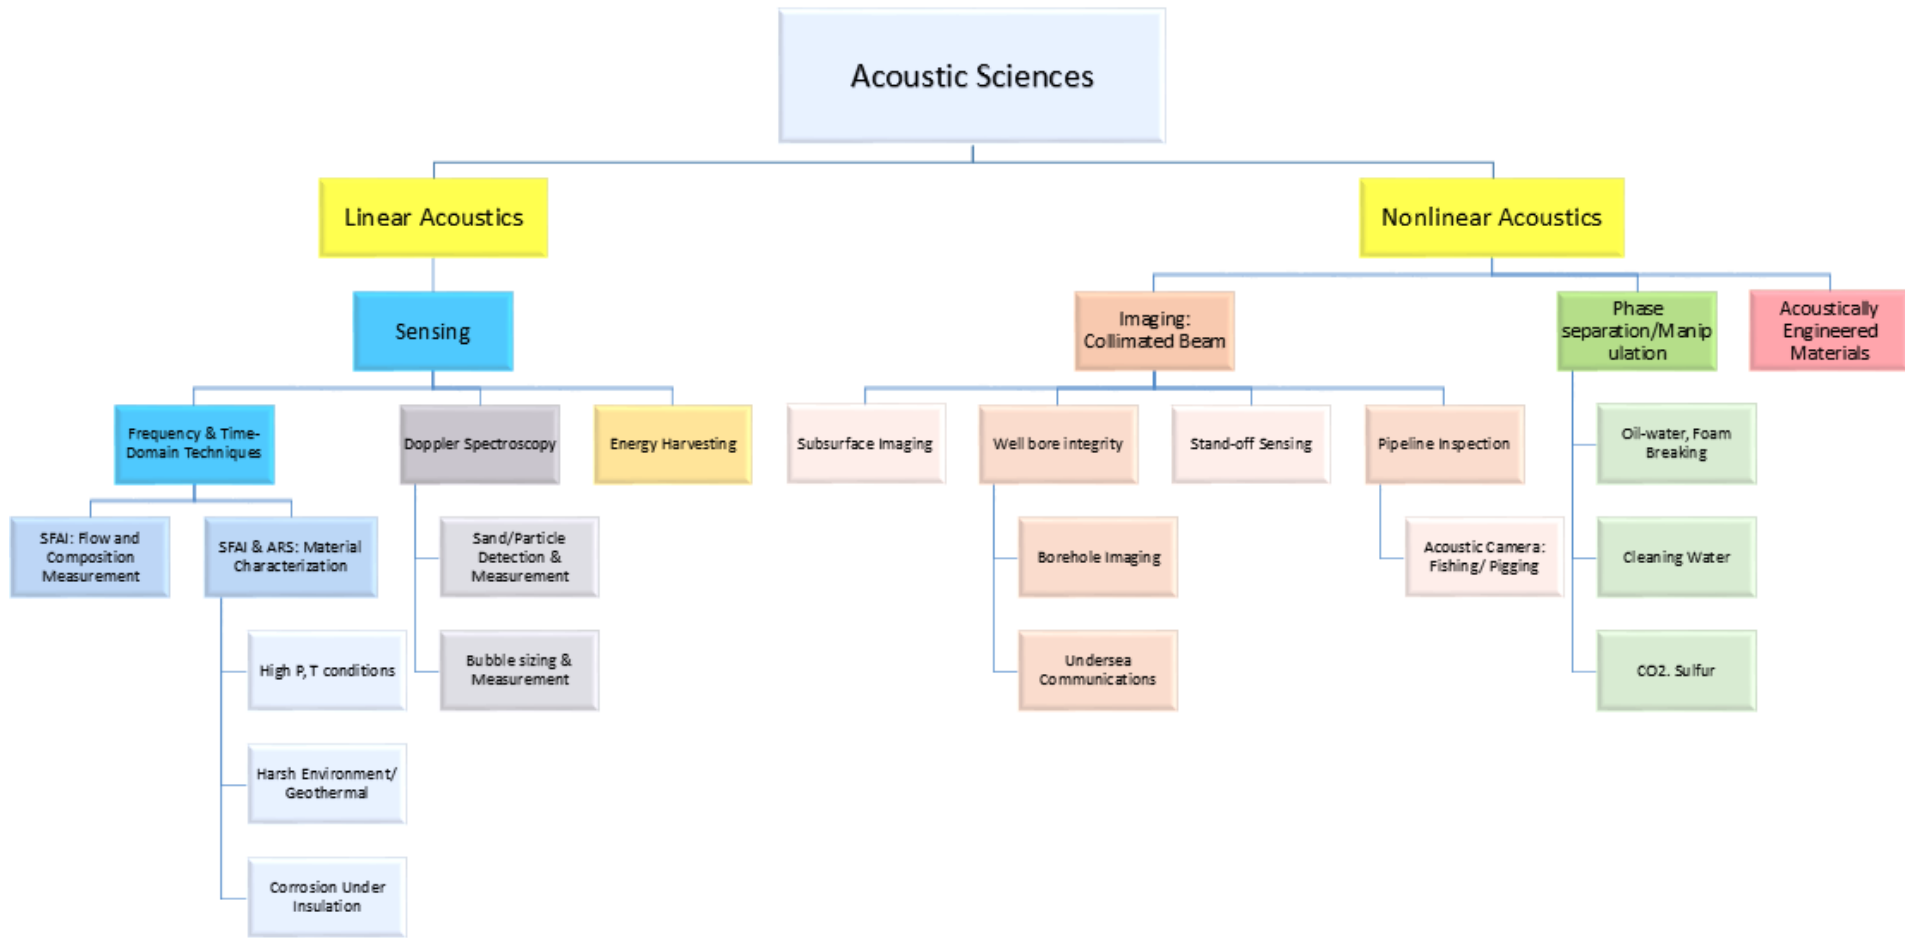 Acoustic Sciences
Linear Acoustics
Nonlinear Acoustics
Sensing
Imaging:
Collimated Beam
Phase
separation/Manip
ulation
Acoustically
Engineered
Materials
Frequency & Time-
Domain Techniques
Doppler Spectroscopy
Energy Harvesting
Subsurface Imaging
Well bore integrity
Stand-off Sensing
Pipeline Inspection
Oil-water, Foam
Breaking
SFAI: Flow and
Composition
Measurement
SFAI & ARS: Material
Characterization
Sand/Particle
Detection &
Measurement
Borehole Imaging
Acoustic Camera:
Fishing/ Pigging
Cleaning Water
High P, T conditions
Bubble sizing &
Measurement
Undersea
Communications
CO2. Sulfur
Harsh Environment/
Geothermal
Corrosion Under
Insulation